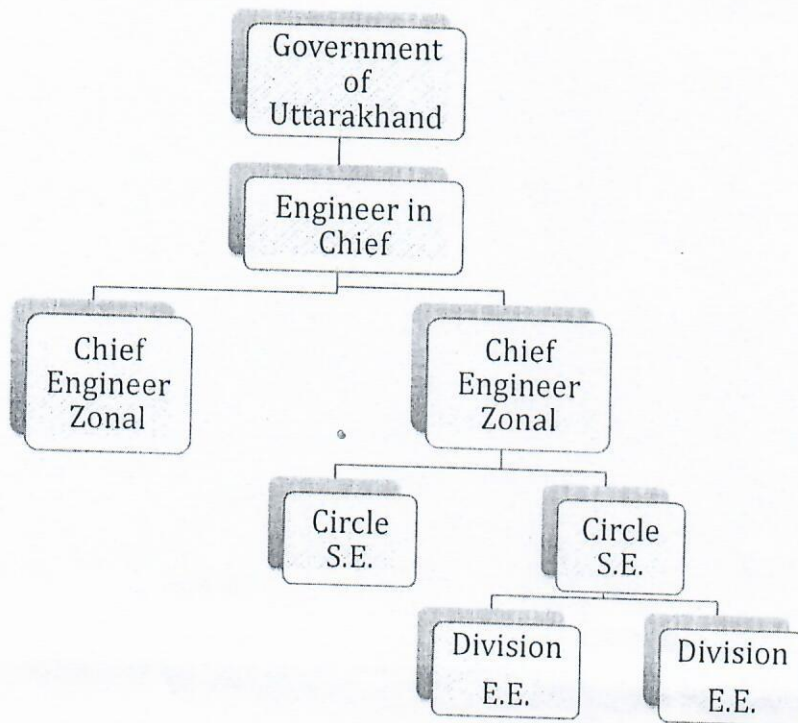 Government
of
Uttarakhand
Engineer in
Chief
Chief
Engineer
Zonal
Chief
Engineer
Zonal
Circle
S.E.
Circle
S.E.
Division
E.E.
Division
E.E.